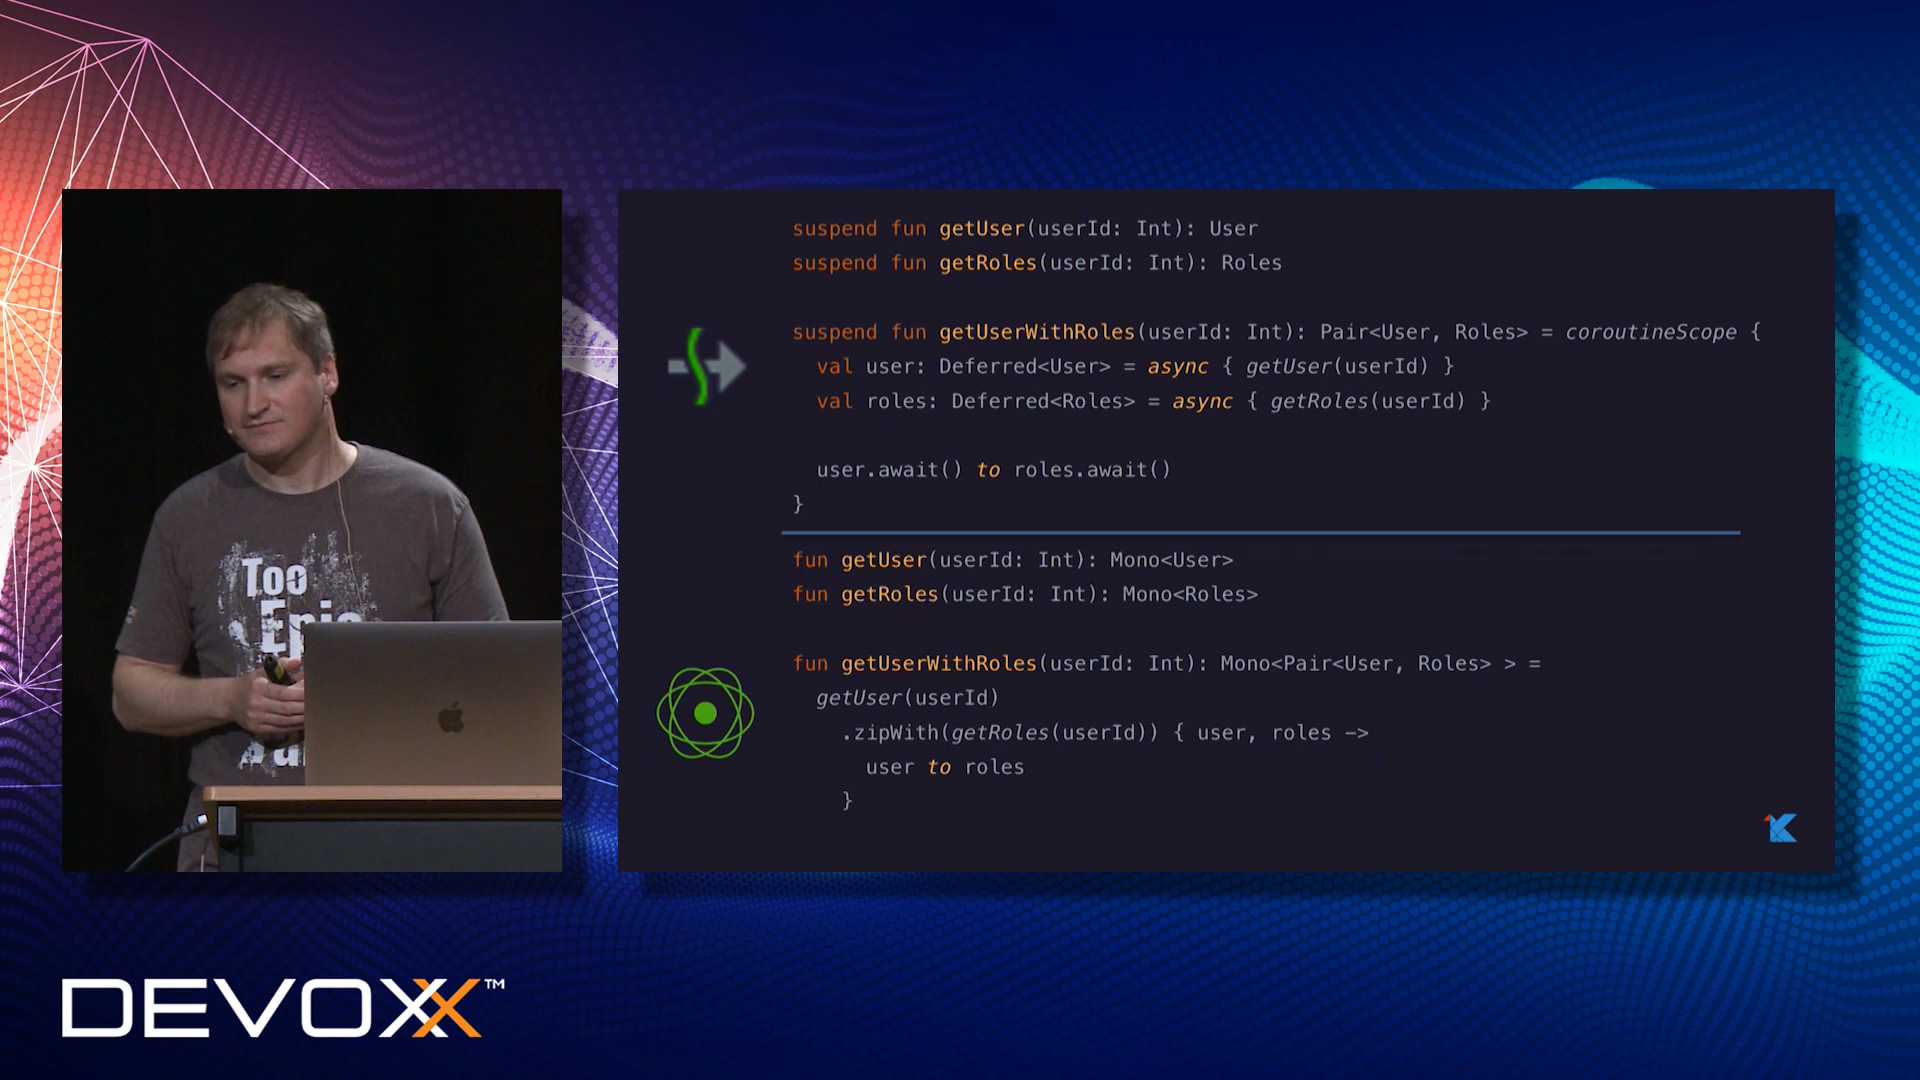 Too
Epic
suspend fun getUser(userId: Int): User
suspend fun getRoles(userId: Int): Roles
suspend fun getUserWithRoles(userId: Int): Pair<User, Roles> = coroutineScope {
val user: Deferred<User> = async { getUser(userId) }
val roles: Deferred<Roles> = async { getRoles(userId) }
user.await() to roles.await()
}
fun getUser(userId: Int): Mono<User>
fun getRoles(userId: Int): Mono<Roles>
fun getUserWithRoles(userId: Int): Mono<Pair<User, Roles> > =
getUser(userId)
.zipWith(getRoles(userId)) { user, roles ->
user to roles
}
DEVOXX™